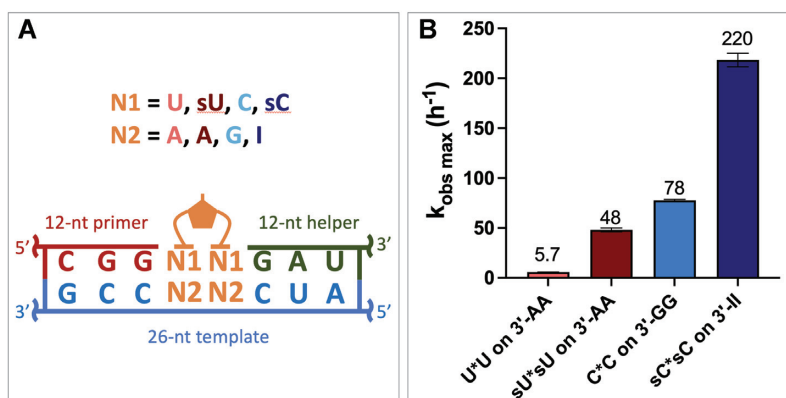 A
N1 = U, sU, C, sC
N2 = A, A, G, I
12-nt primer 12-nt helper
5′ 3′
C G G N1 N1 G A U
G C C N2 N2 C U A
3′ 5′
26-nt template
B
k obs max (h-1)
250
200
150
100
50
0
5.7
48
78
220
U*U on 3'-AA
sU*sU on 3'-AA
C*C on 3'-GG
sC*sC on 3'-II